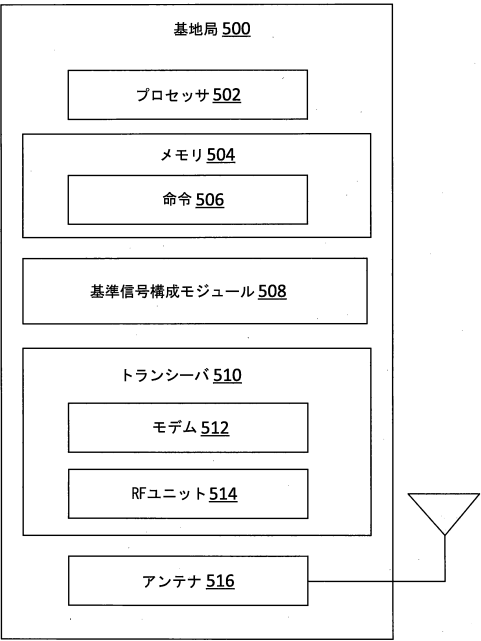 基地局 500
プロセッサ 502
メモリ 504
命令 506
基準信号構成モジュール 508
トランシーバ 510
モデム 512
RFユニット 514
アンテナ 516